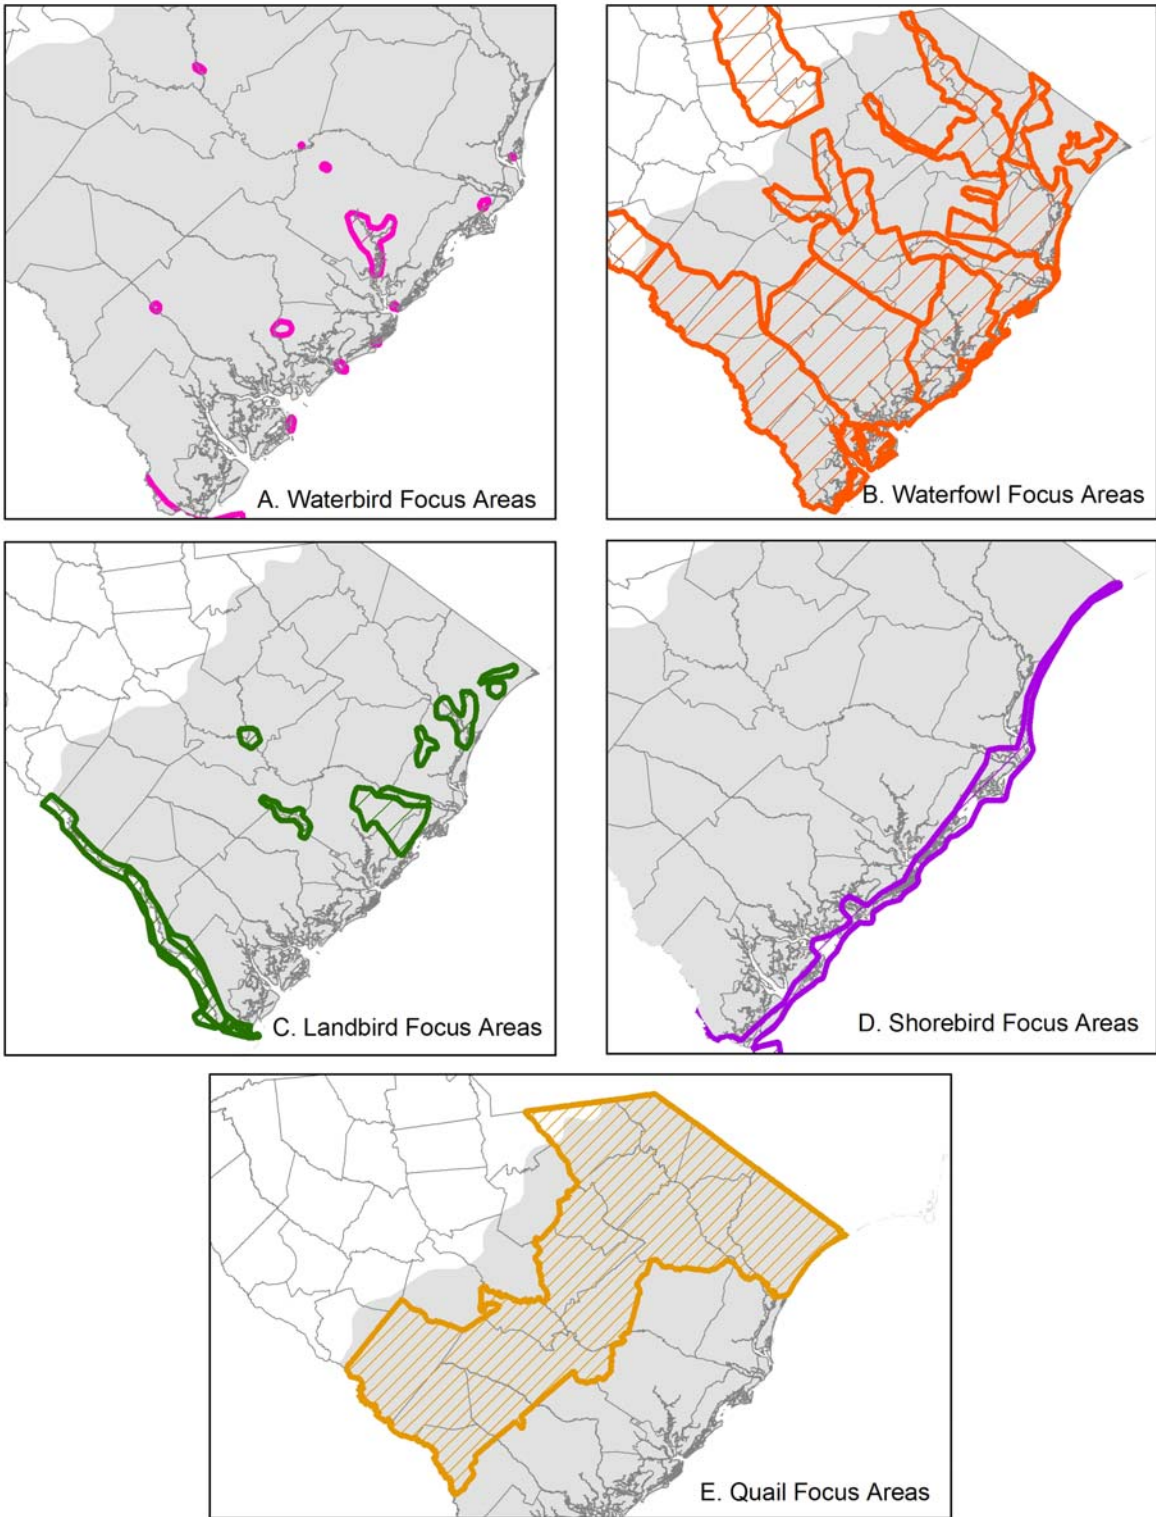 A. Waterbird Focus Areas
B. Waterfowl Focus Areas
C. Landbird Focus Areas
D. Shorebird Focus Areas
E. Quail Focus Areas